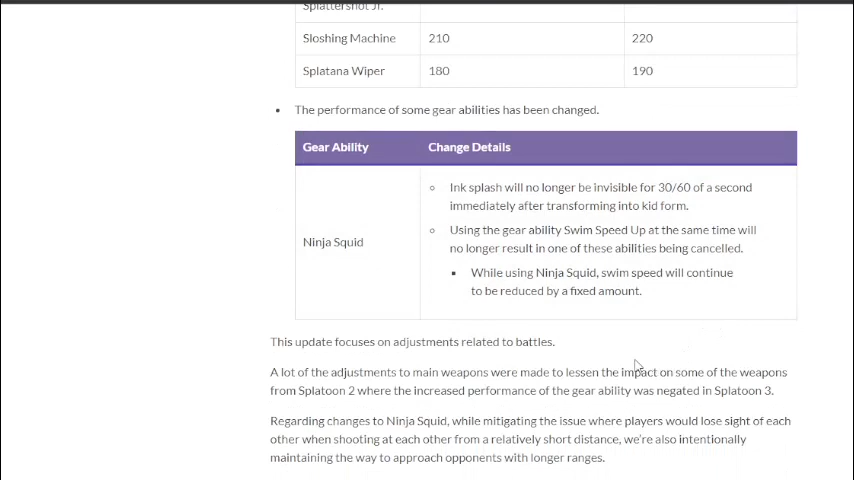 Splattershot Jr.
Sloshing Machine 210 220
Splatana Wiper 180 190
• The performance of some gear abilities has been changed.
Gear Ability Change Details
Ninja Squid
○ Ink splash will no longer be invisible for 30/60 of a second
immediately after transforming into kid form.
○ Using the gear ability Swim Speed Up at the same time will
no longer result in one of these abilities being cancelled.
▪ While using Ninja Squid, swim speed will continue
to be reduced by a fixed amount.
This update focuses on adjustments related to battles.
A lot of the adjustments to main weapons were made to lessen the impact on some of the weapons
from Splatoon 2 where the increased performance of the gear ability was negated in Splatoon 3.
Regarding changes to Ninja Squid, while mitigating the issue where players would lose sight of each
other when shooting at each other from a relatively short distance, we’re also intentionally
maintaining the way to approach opponents with longer ranges.